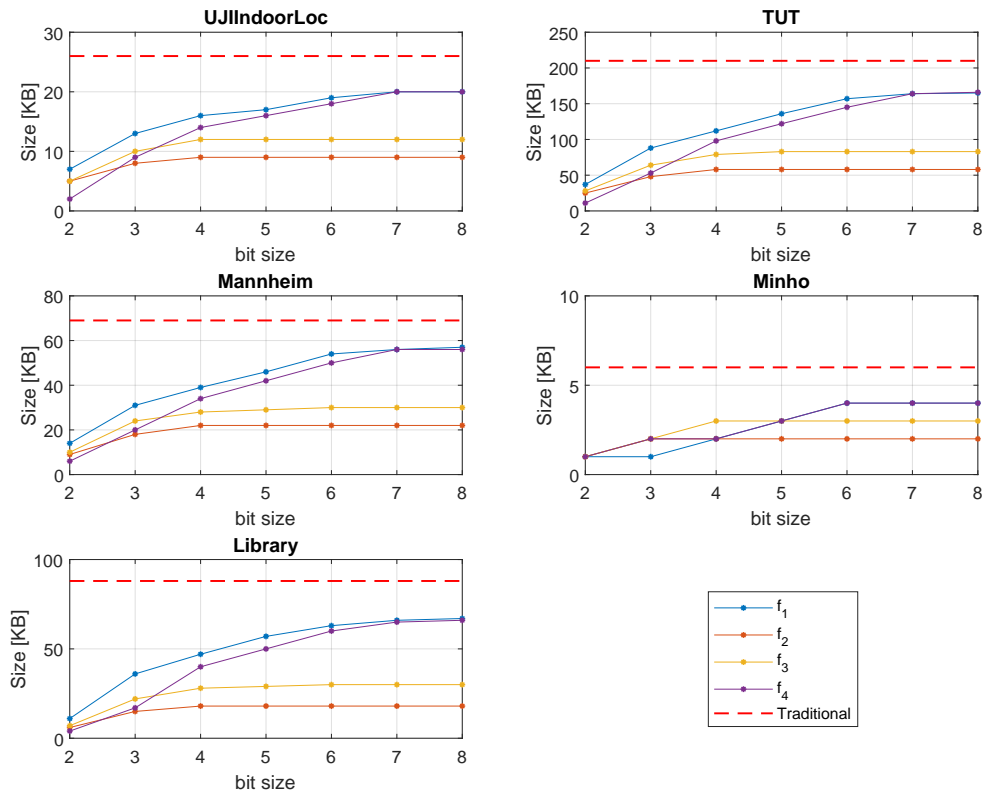 UJIIndoorLoc
30
20
10
0
Size [KB]
2 3 4 5 6 7 8
bit size
TUT
250
200
150
100
50
0
Size [KB]
2 3 4 5 6 7 8
bit size
Mannheim
80
60
40
20
0
Size [KB]
2 3 4 5 6 7 8
bit size
Minho
10
5
0
Size [KB]
2 3 4 5 6 7 8
bit size
Library
100
50
0
Size [KB]
2 3 4 5 6 7 8
bit size
f1
f2
f3
f4
Traditional